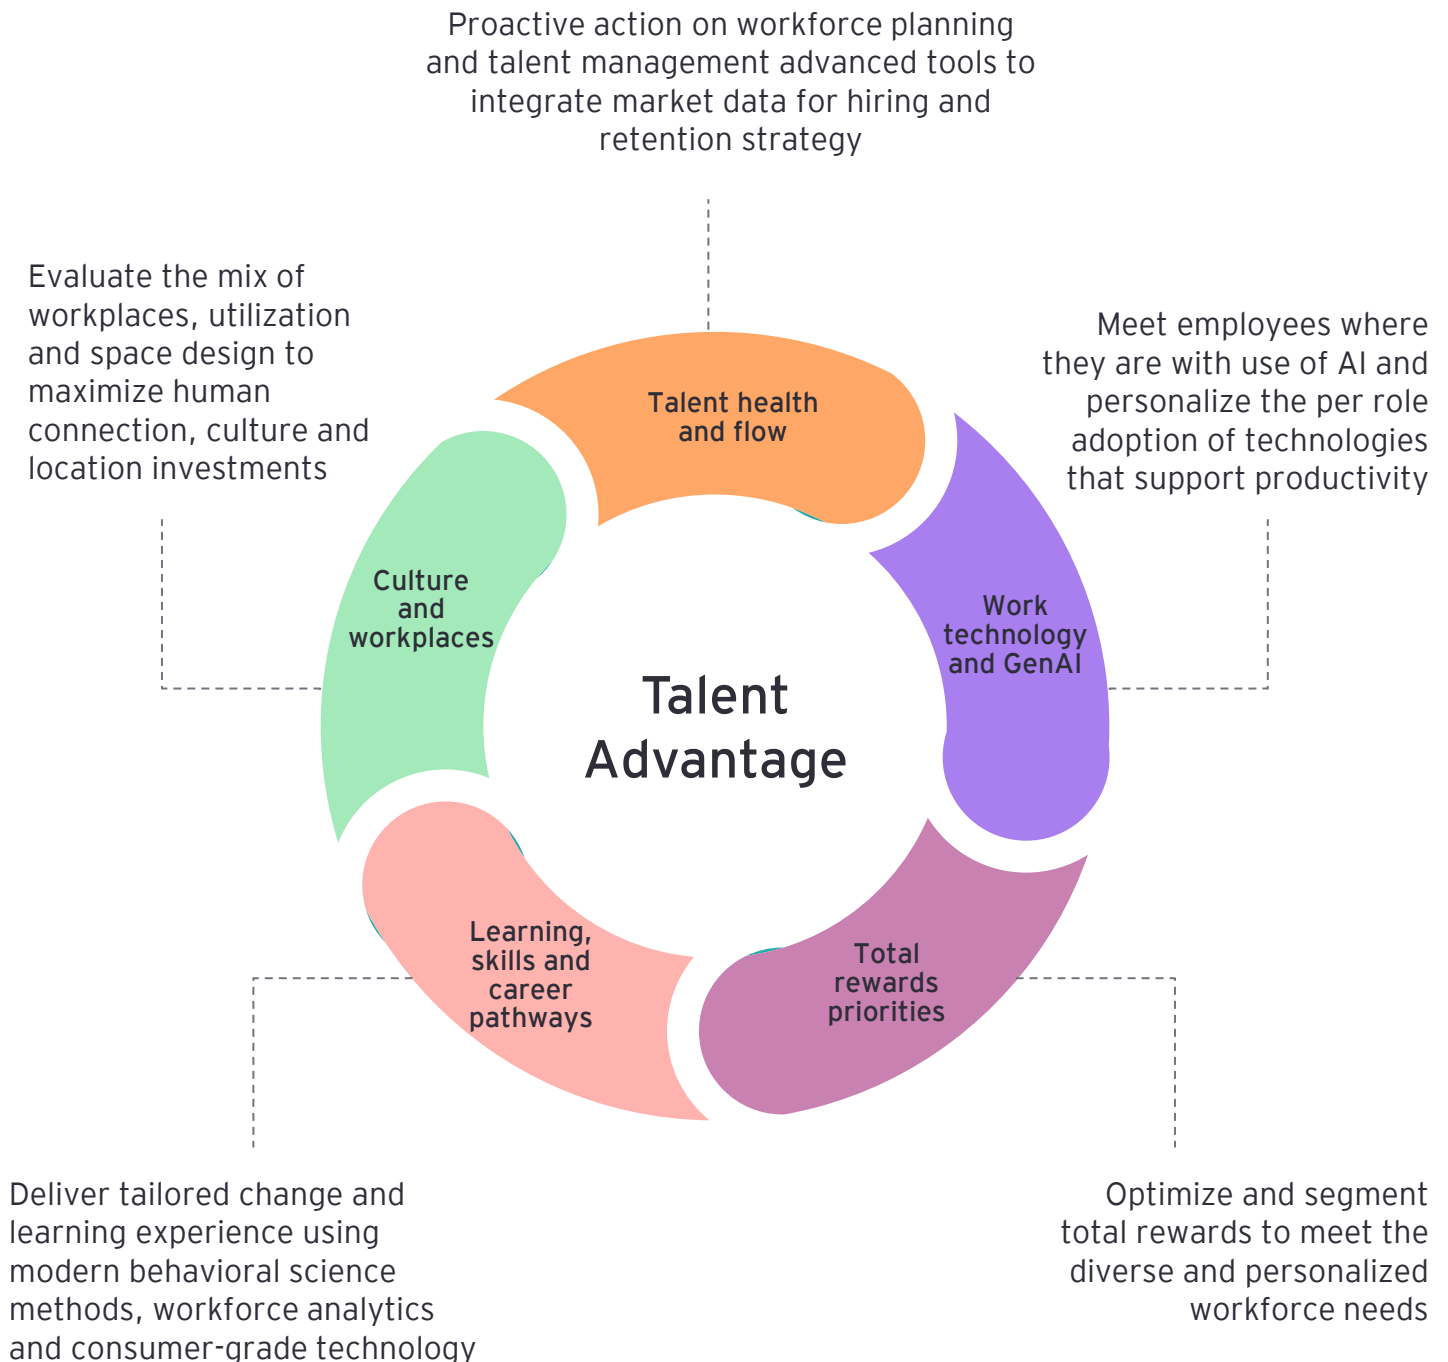 Proactive action on workforce planning
and talent management advanced tools to
integrate market data for hiring and
retention strategy
Evaluate the mix of
workplaces, utilization
and space design to
maximize human
connection, culture and
location investments
Meet employees where
they are with use of AI and
personalize the per role
adoption of technologies
that support productivity
Talent health
and flow
Culture
and
workplaces
Work
technology
and GenAI
Talent
Advantage
Learning,
skills and
career
pathways
Total
rewards
priorities
Deliver tailored change and
learning experience using
modern behavioral science
methods, workforce analytics
and consumer-grade technology
Optimize and segment
total rewards to meet the
diverse and personalized
workforce needs